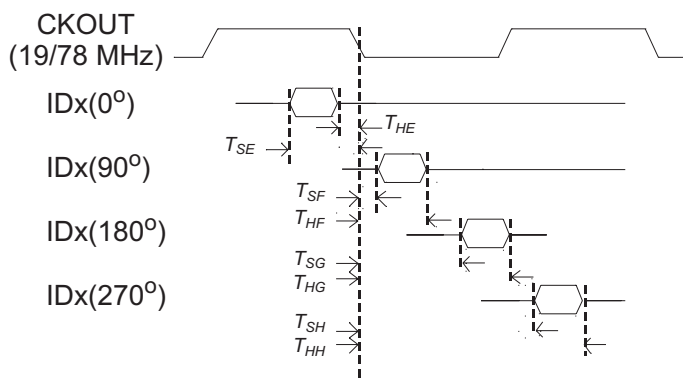 CKOUT
(19/78 MHz)
IDx(0°)
T_HE
T_SE
IDx(90°)
T_SF
T_HF
IDx(180°)
T_SG
T_HG
IDx(270°)
T_SH
T_HH